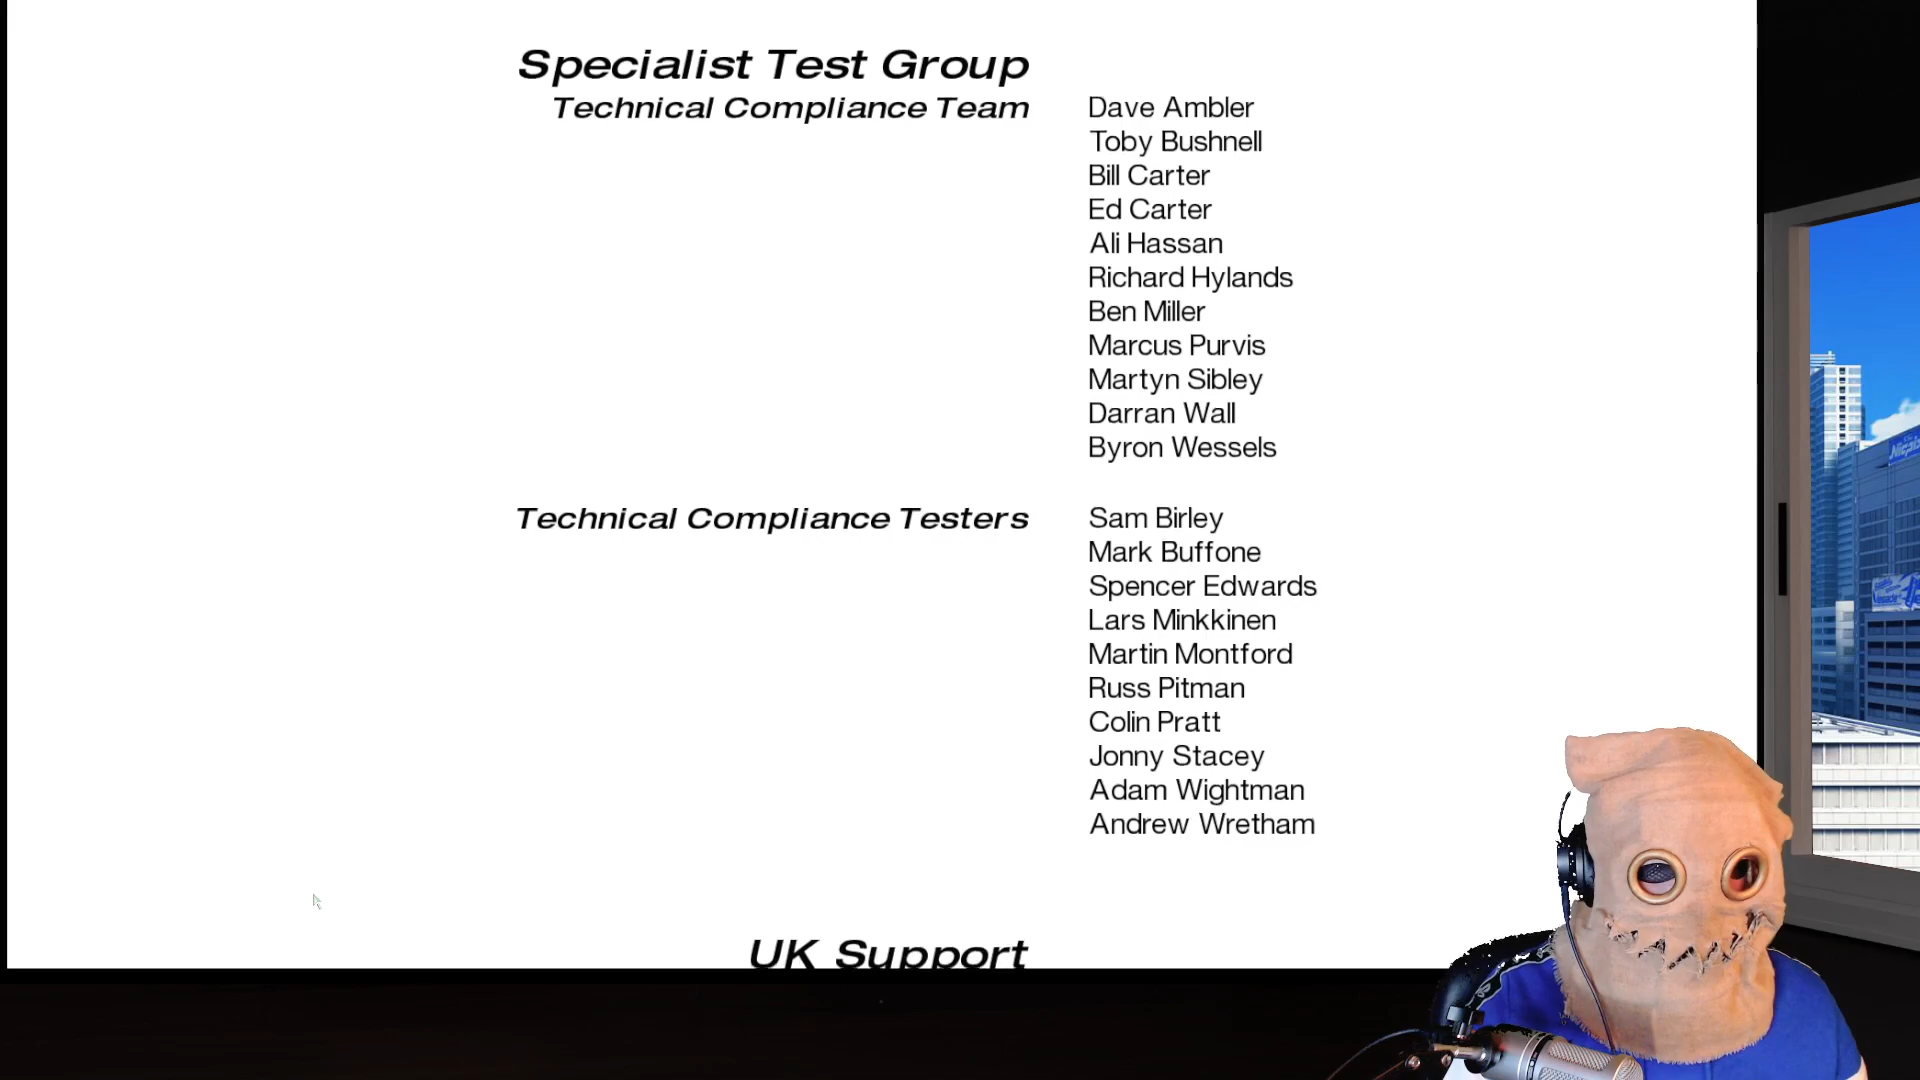 Specialist Test Group
Technical Compliance Team
Dave Ambler
Toby Bushnell
Bill Carter
Ed Carter
Ali Hassan
Richard Hylands
Ben Miller
Marcus Purvis
Martyn Sibley
Darran Wall
Byron Wessels
Technical Compliance Testers
Sam Birley
Mark Buffone
Spencer Edwards
Lars Minkkinen
Martin Montford
Russ Pitman
Colin Pratt
Jonny Stacey
Adam Wightman
Andrew Wretham
UK Support